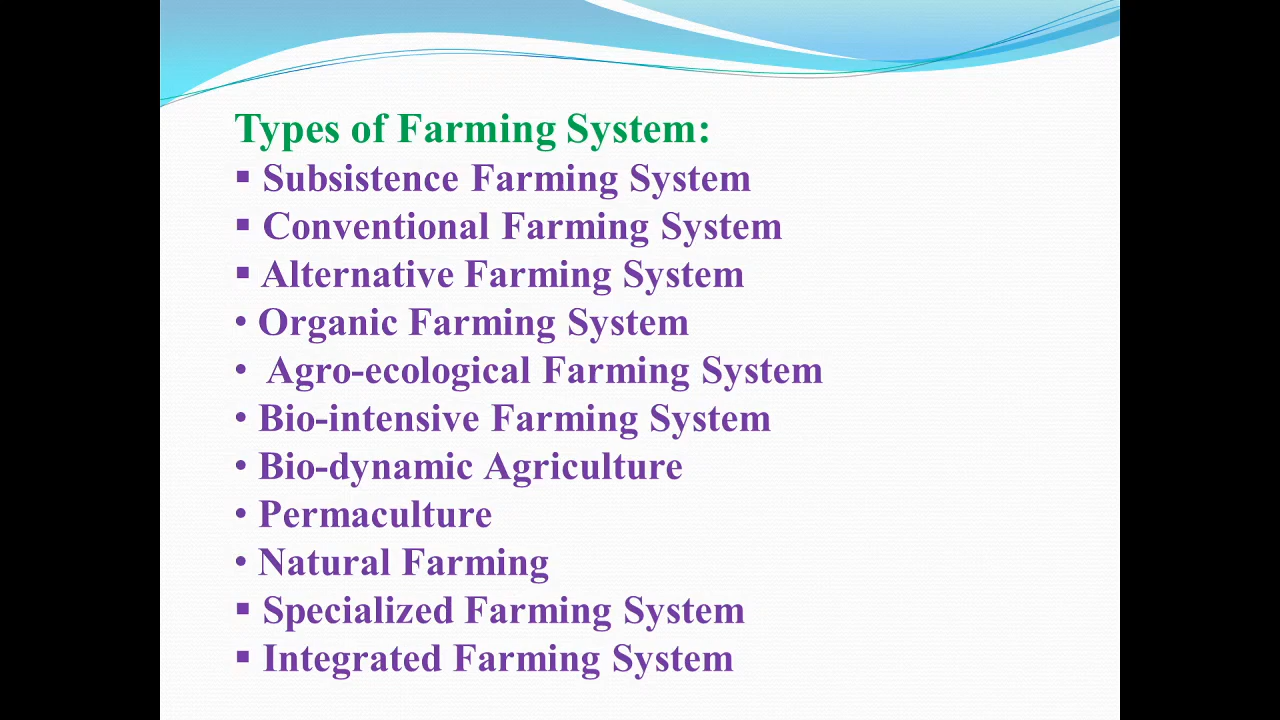 Types of Farming System:
▪ Subsistence Farming System
▪ Conventional Farming System
▪ Alternative Farming System
• Organic Farming System
• Agro-ecological Farming System
• Bio-intensive Farming System
• Bio-dynamic Agriculture
• Permaculture
• Natural Farming
▪ Specialized Farming System
▪ Integrated Farming System